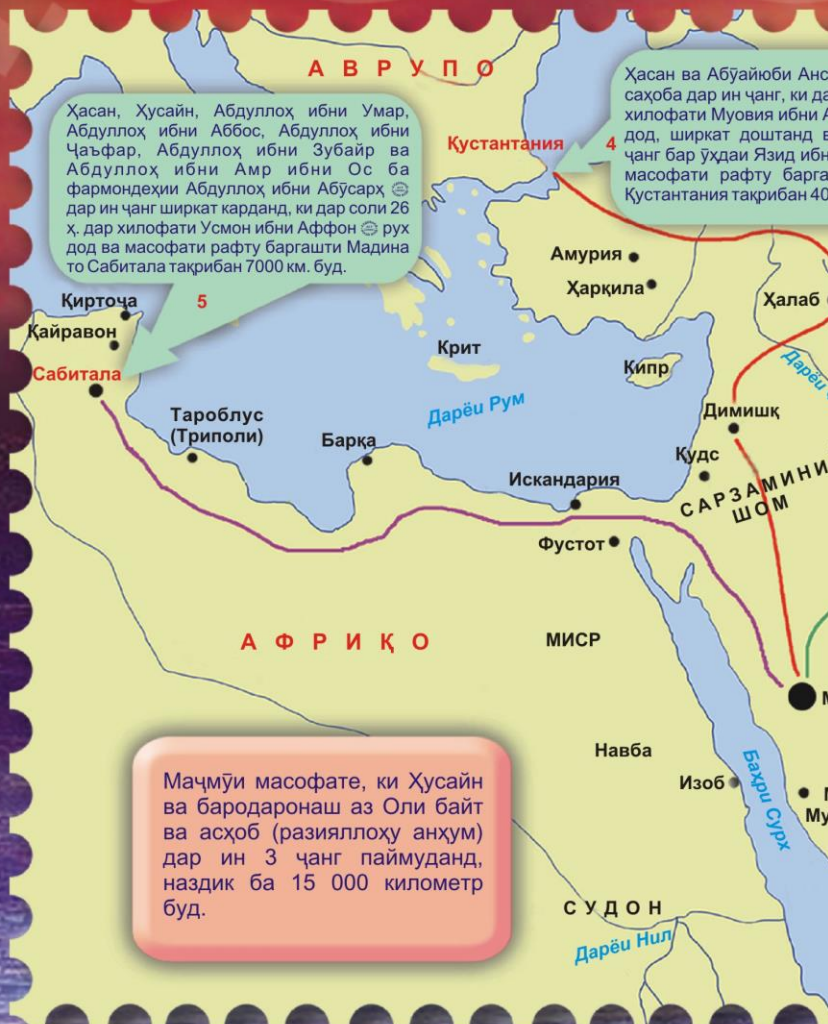 АВРУПО
Ҳасан, Ҳусайн, Абдуллоҳ ибни Умар,
Абдуллоҳ ибни Аббос, Абдуллоҳ ибни
Ҷаъфар, Абдуллоҳ ибни Зубайр ва
Абдуллоҳ ибни Амр ибни Ос ба
фармондеҳии Абдуллоҳ ибни Абӯсарҳ
дар ин ҷанг ширкат карданд, ки дар соли 26
ҳ. дар хилофати Усмон ибни Аффон рух
дод ва масофати рафту баргашти Мадина
то Сабитала тақрибан 7000 км. буд.
Ҳасан ва Абӯайюби
саҳоба дар ин ҷанг, ки
хилофати Муовия ибни
дод, ширкат доштанд
ҷанг бар ӯҳдаи Язид
масофати рафту
Қустантания тақрибан
Қустантания
4
Амурия
Ҳарқила
Ҳалаб
Қиртоҷа
5
Қайравон
Сабитала
Крит
Кипр
Дарёи
Дарёи Рум
Тароблус
(Триполи)
Барқа
Димишқ
Қудс
Искандария
САРЗАМИНИ
ШОМ
Фустот
АФРИҚО
МИСР
Навба
Изоб
Баҳри Сурх
Маҷмӯи масофате, ки Ҳусайн
ва бародаронаш аз Оли байт
ва асҳоб (разияллоҳу анҳум)
дар ин 3 ҷанг паймуданд,
наздик ба 15 000 километр
буд.
СУДОН
Дарёи Нил